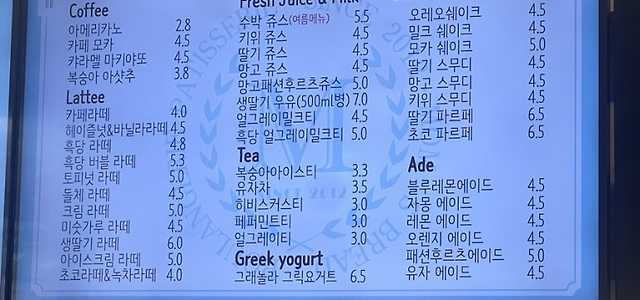 Coffee
아메리카노 2.8
카페 모카 4.5
캬라멜 마키야또 4.5
복숭아 아샷추 3.8
Lattee
카페라떼 4.0
헤이즐넛&바닐라라떼 4.5
흑당 라떼 4.8
흑당 버블 라떼 5.3
토피넛 라떼 5.0
돌체 라떼 4.5
크림 라떼 5.0
미숫가루 라떼 4.5
생딸기 라떼 6.0
아이스크림 라떼 5.0
초코라떼&녹차라떼 4.0
Fresh Juice & Milk
수박 쥬스(여름메뉴) 5.5
키위 쥬스 4.5
딸기 쥬스 4.5
망고 쥬스 4.5
망고패션후르츠쥬스 5.0
생딸기 우유(500ml병) 7.0
얼그레이밀크티 4.5
흑당 얼그레이밀크티 5.0
Tea
복숭아아이스티 3.3
유자차 3.5
히비스커스티 3.0
페퍼민트티 3.0
얼그레이티 3.0
Greek yogurt
그래놀라 그릭요거트 6.5
오레오쉐이크 4.5
밀크 쉐이크 4.5
모카 쉐이크 5.0
딸기 스무디 4.5
망고 스무디 4.5
키위 스무디 4.5
딸기 파르페 6.5
초코 파르페 6.5
Ade
블루레몬에이드 4.5
자몽 에이드 4.5
레몬 에이드 4.5
오렌지 에이드 4.5
패션후르츠에이드 5.0
유자 에이드 4.5